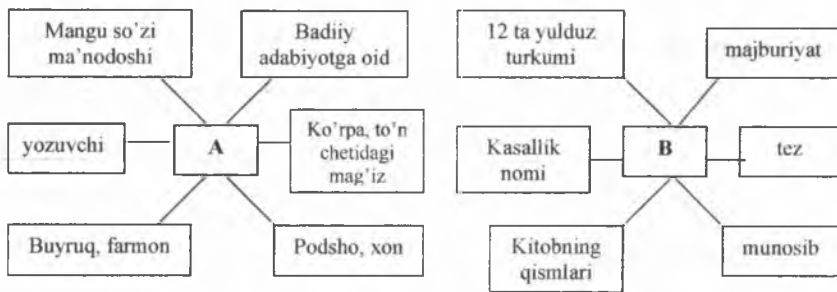 Mangu so'zi
ma'nodoshi
Badiiy
adabiyotga oid
12 ta yulduz
turkumi
majburiyat
yozuvchi
A
Ko'rpa, to'n
chetidagi
mag'iz
Kasallik
nomi
B
tez
Buyruq, farmon
Podsho, xon
Kitobning
qismlari
munosib